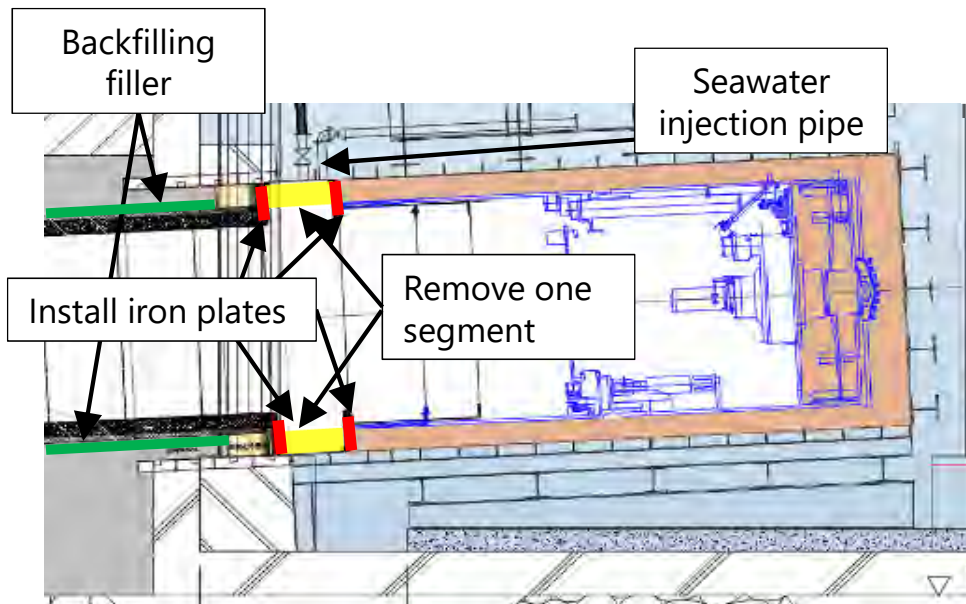 Backfilling
filler
Seawater
injection pipe
Install iron plates
Remove one
segment